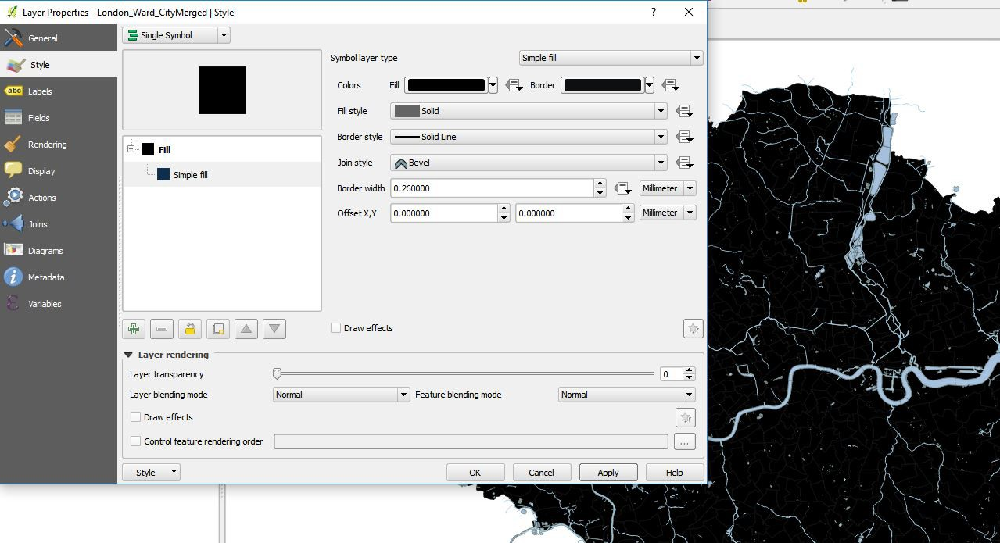 Layer Properties - London_Ward_CityMerged | Style
?
General
Style
Labels
Fields
Rendering
Display
Actions
Joins
Diagrams
Metadata
Variables
abc
Single Symbol
Fill
Simple fill
Symbol layer type
Simple fill
Colors
Fill
Border
Fill style
Solid
Border style
Solid Line
Join style
Bevel
Border width
0.260000
Millimeter
Offset X,Y
0.000000
0.000000
Millimeter
Draw effects
Layer rendering
Layer transparency
0
Layer blending mode
Normal
Feature blending mode
Normal
Draw effects
Control feature rendering order
...
Style
OK
Cancel
Apply
Help